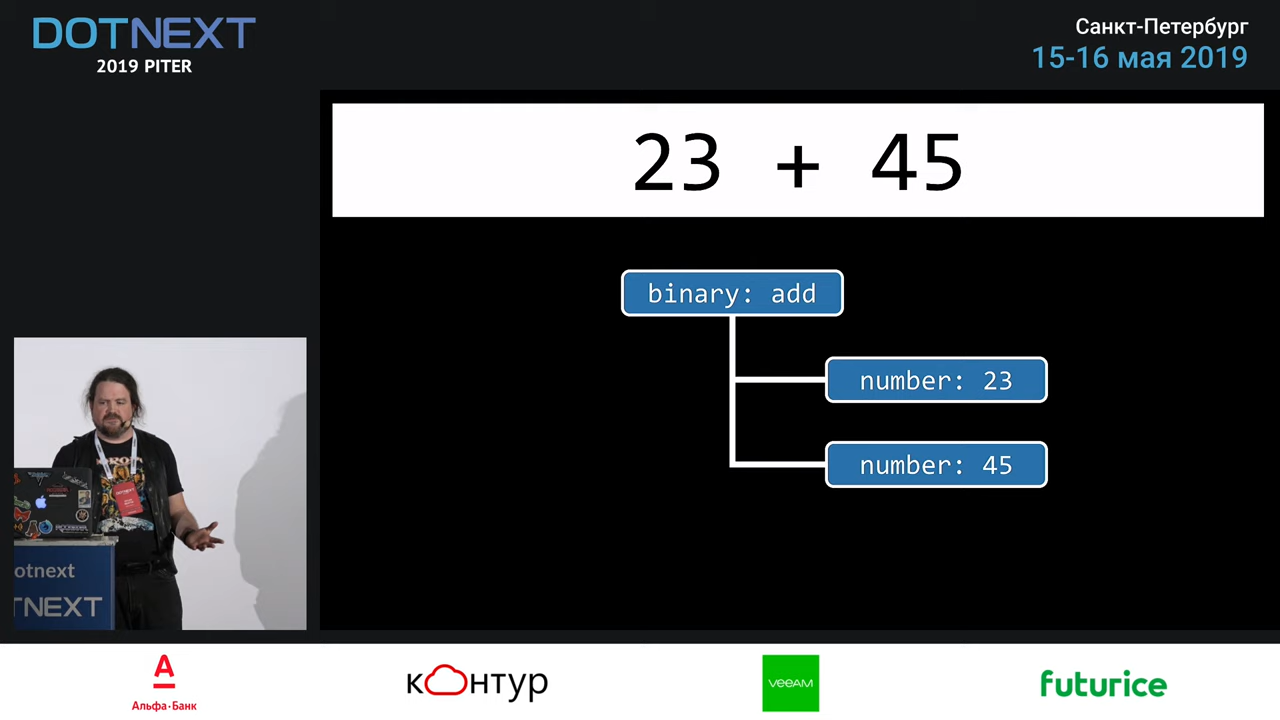 DOTNEXT
2019 PITER
Санкт-Петербург
15-16 мая 2019
23 + 45
binary: add
number: 23
number: 45
DOTNEXT
otnext
TNEXT
А
Альфа·Банк
контур
veeam
futurice